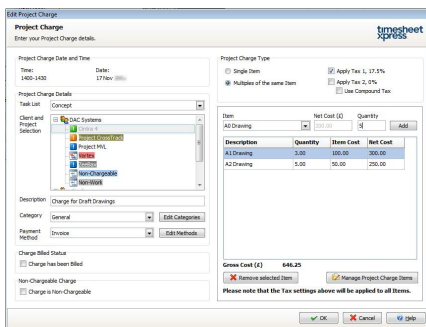 Edit Project Charge
Project Charge
Enter your Project Charge details.
timesheet
xpress
Project Charge Date and Time
Time: Date:
1400-1430 17 Nov
Project Charge Details
Task List Concept
Client and
Project
Selection
DAC Systems
Project CrossTrack
Project MVL
Vortex
Non-Chargeable
Non-Work
Description Charge for Draft Drawings
Category General Edit Categories
Payment
Method Invoice Edit Methods
Charge Billed Status
Charge has been Billed
Non-Chargeable Charge
Charge is Non-Chargeable
Project Charge Type
Single Item Apply Tax 1, 17.5%
Multiples of the same Item Apply Tax 2, 0%
Use Compound Tax
Item Net Cost (£) Quantity
A0 Drawing 200.00 5 Add
Description Quantity Item Cost Net Cost
A1 Drawing 3.00 100.00 300.00
A2 Drawing 5.00 50.00 250.00
Gross Cost (£) 646.25
Remove selected Item Manage Project Charge Items
Please note that the Tax settings above will be applied to all Items.
OK Cancel Help